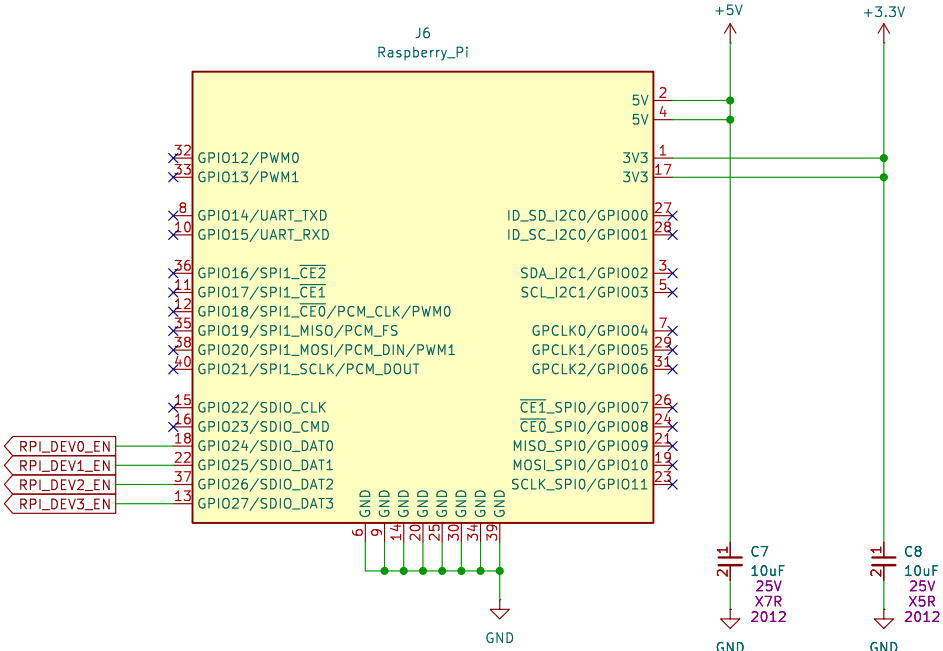 +5V
+3.3V
J6
Raspberry_Pi
5V 2
5V 4
32 GPIO12/PWM0 3V3 1
33 GPIO13/PWM1 3V3 17
8 GPIO14/UART_TXD ID_SD_I2C0/GPIO00 27
10 GPIO15/UART_RXD ID_SC_I2C0/GPIO01 28
36 GPIO16/SPI1_CE2 SDA_I2C1/GPIO02 3
11 GPIO17/SPI1_CE1 SCL_I2C1/GPIO03 5
12 GPIO18/SPI1_CE0/PCM_CLK/PWM0
35 GPIO19/SPI1_MISO/PCM_FS GPCLK0/GPIO04 7
38 GPIO20/SPI1_MOSI/PCM_DIN/PWM1 GPCLK1/GPIO05 29
40 GPIO21/SPI1_SCLK/PCM_DOUT GPCLK2/GPIO06 31
15 GPIO22/SDIO_CLK CE1_SPI0/GPIO07 26
16 GPIO23/SDIO_CMD CE0_SPI0/GPIO08 24
RPI_DEV0_EN 18 GPIO24/SDIO_DAT0 MISO_SPI0/GPIO09 21
RPI_DEV1_EN 22 GPIO25/SDIO_DAT1 MOSI_SPI0/GPIO10 19
RPI_DEV2_EN 37 GPIO26/SDIO_DAT2 SCLK_SPI0/GPIO11 23
RPI_DEV3_EN 13 GPIO27/SDIO_DAT3
GND GND GND GND GND GND GND GND
6 9 14 20 25 30 34 39
GND
1
2
C7
10uF
25V
X7R
2012
GND
1
2
C8
10uF
25V
X5R
2012
GND